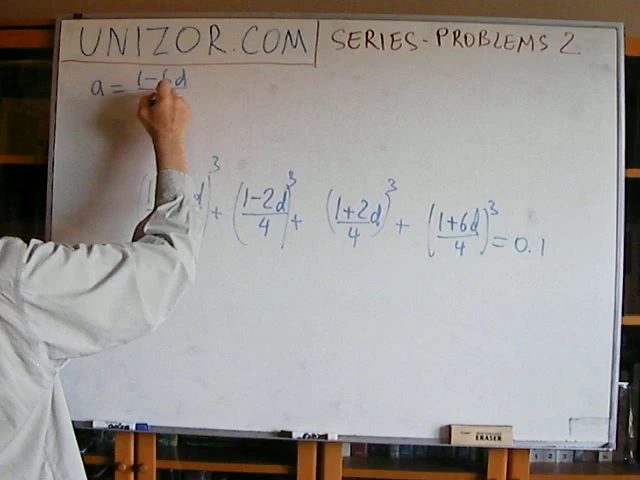 UNIZOR.COM | SERIES-PROBLEMS 2
a = 1-6d
d)³ + ((1-2d)/4)³ + ((1+2d)/4)³ + ((1+6d)/4)³ = 0.1
ERASER